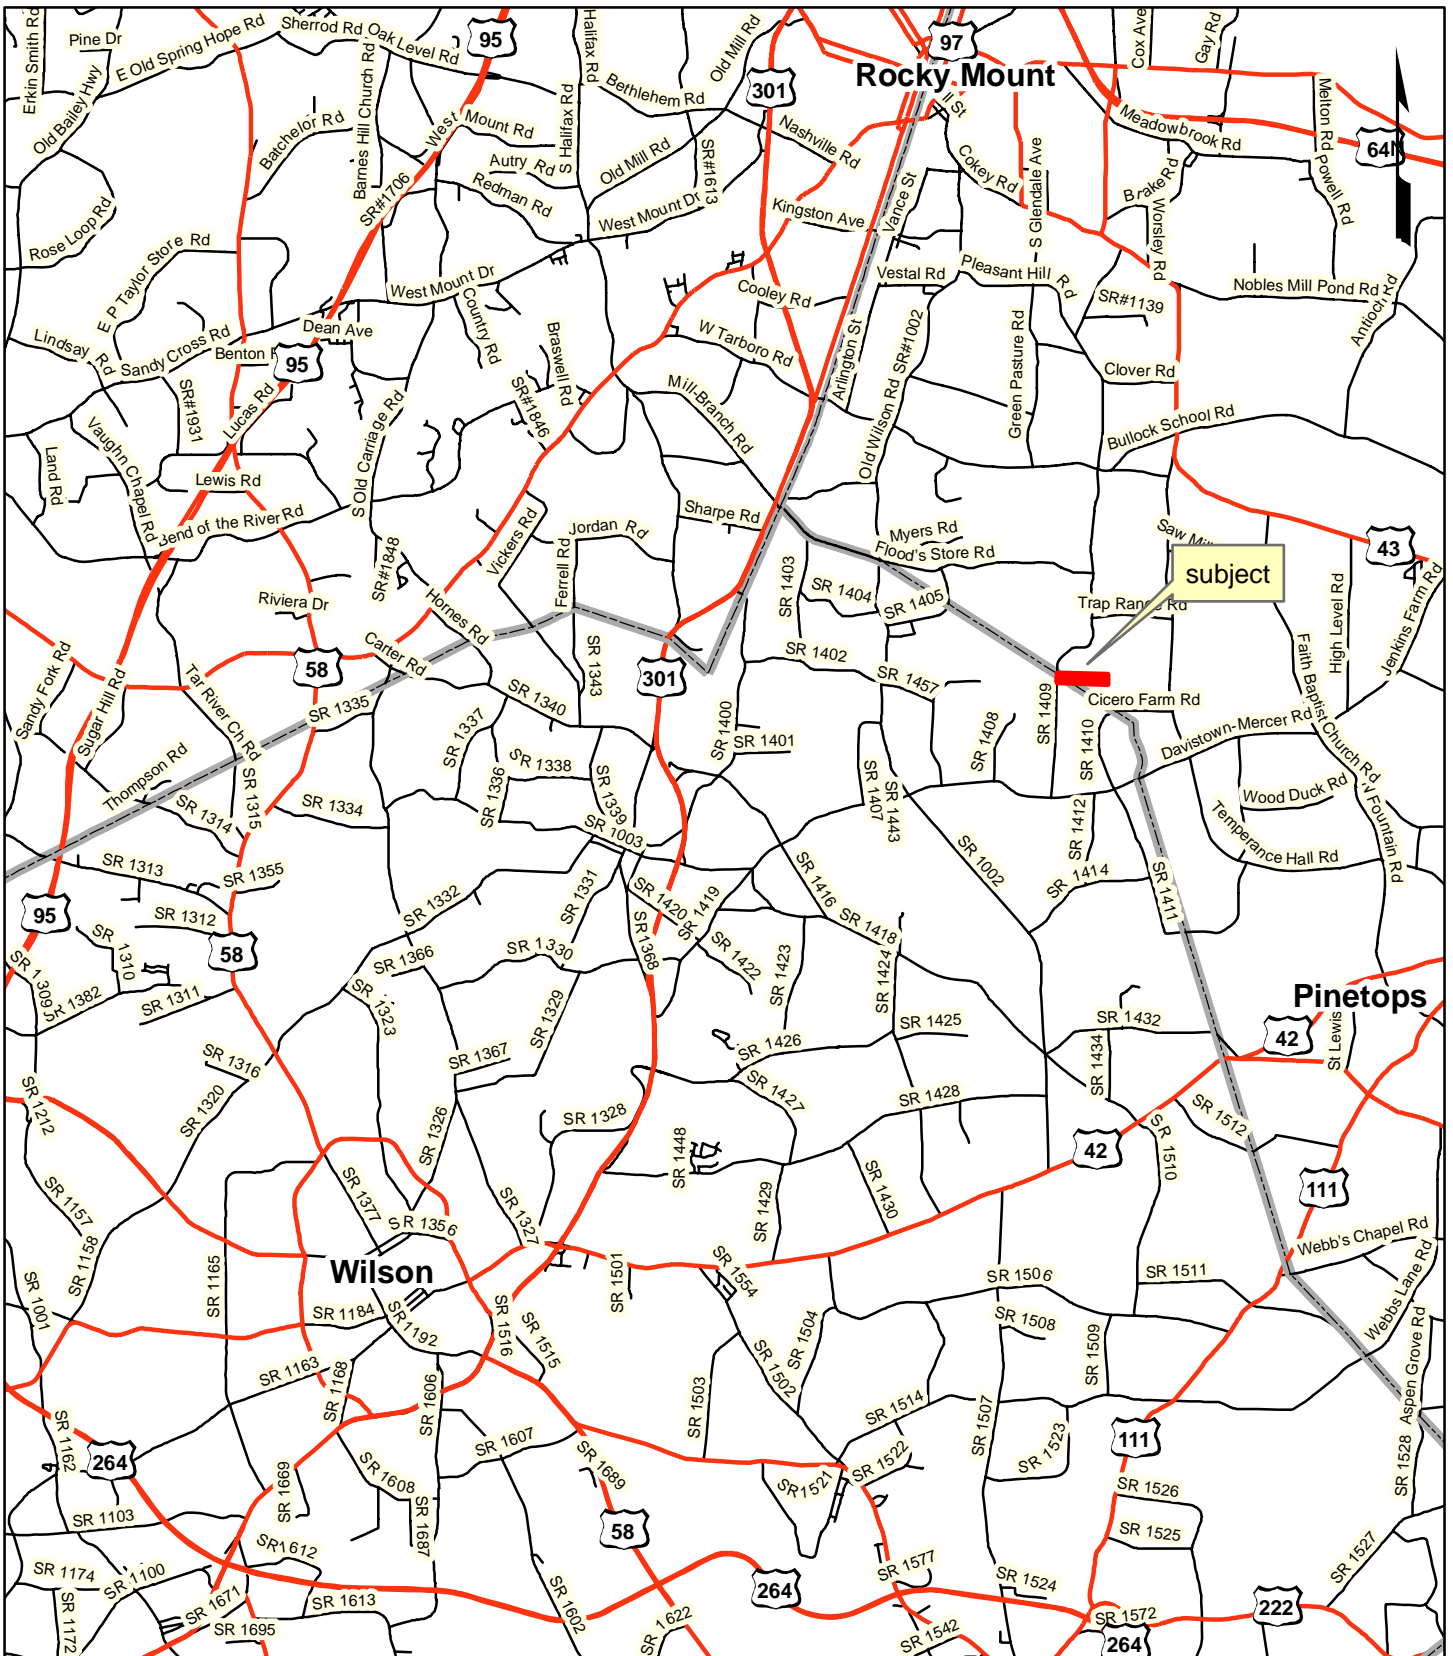 Erkin Smith Rd
Pine Dr
Old Bailey Hwy
E Old Spring Hope Rd
Sherrod Rd
Oak Level Rd
95
Halifax Rd
Old Mill Rd
97
Rocky Mount
Cox Ave
Gay Rd
Bethlehem Rd
301
Batchelor Rd
Barnes Hill Church Rd
West Mount Rd
S Halifax Rd
Nashville Rd
ll St
Meadowbrook Rd
Melton Rd
64
N
Autry Rd
Old Mill Rd
SR#1613
Cokey Rd
S Glendale Ave
Brake Rd
Powell Rd
SR#1706
Redman Rd
West Mount Dr
Kingston Ave
Vance St
Worsley Rd
Rose Loop Rd
E P Taylor Store Rd
West Mount Dr
Cooley Rd
Vestal Rd
Pleasant Hill Rd
SR#1139
Nobles Mill Pond Rd
Antioch Rd
Lindsay Rd
Sandy Cross Rd
Dean Ave
Benton
95
Country Rd
Braswell Rd
W Tarboro Rd
Arlington St
SR#1002
Green Pasture Rd
Clover Rd
SR#1931
Lucas Rd
SR#1846
Mill-Branch Rd
Old Wilson Rd
Bullock School Rd
Vaughn Chapel Rd
Land Rd
Lewis Rd
S Old Carriage Rd
Bend of the River Rd
Vickers Rd
Jordan Rd
Sharpe Rd
Myers Rd
Flood's Store Rd
Saw Mi
43
SR#1848
Ferrell Rd
SR 1403
SR 1404
SR 1405
subject
Trap Range Rd
High Level Rd
Jenkins Farm Rd
Riviera Dr
Hornes Rd
Carter Rd
58
SR 1343
301
SR 1402
SR 1457
SR 1409
Cicero Farm Rd
Faith Baptist Church Rd
Sandy Fork Rd
Sugar Hill Rd
Tar River Ch Rd
SR 1335
SR 1340
SR 1337
SR 1400
SR 1401
SR 1408
SR 1410
Davistown-Mercer Rd
Thompson Rd
SR 1315
SR 1314
SR 1334
SR 1336
SR 1338
SR 1339
SR 1003
SR 1407
SR 1443
SR 1412
Wood Duck Rd
Temperance Hall Rd
Fountain Rd
SR 1313
SR 1355
SR 1332
SR 1331
SR 1420
SR 1419
SR 1416
SR 1002
SR 1414
SR 1411
95
SR 1312
58
SR 1310
SR 1366
SR 1330
SR 1368
SR 1422
SR 1423
SR 1418
SR 1424
SR 1309
SR 1382
SR 1311
SR 1323
SR 1329
SR 1425
SR 1432
Pinetops
42
St Lewis
SR 1316
SR 1320
SR 1367
SR 1426
SR 1427
SR 1428
SR 1434
SR 1212
SR 1326
SR 1328
SR 1448
42
SR 1510
SR 1512
SR 1157
SR 1158
SR 1377
SR 1327
SR 1356
SR 1429
SR 1430
111
Webb's Chapel Rd
SR 1165
Wilson
SR 1501
SR 1554
SR 1506
SR 1511
Webbs Lane Rd
SR 1001
SR 1184
SR 1192
SR 1516
SR 1515
SR 1504
SR 1508
SR 1509
SR 1163
SR 1168
SR 1606
SR 1503
SR 1502
SR 1514
SR 1507
Aspen Grove Rd
SR 1162
264
SR 1669
SR 1608
SR 1607
SR 1689
SR 1521
SR 1522
SR 1523
111
SR 1528
SR 1526
SR 1103
SR 1612
SR 1687
58
SR 1525
SR 1527
SR 1174
SR 1100
SR 1172
SR 1671
SR 1613
SR 1695
SR 1602
SR 1622
264
SR 1577
SR 1542
SR 1524
SR 1572
264
222